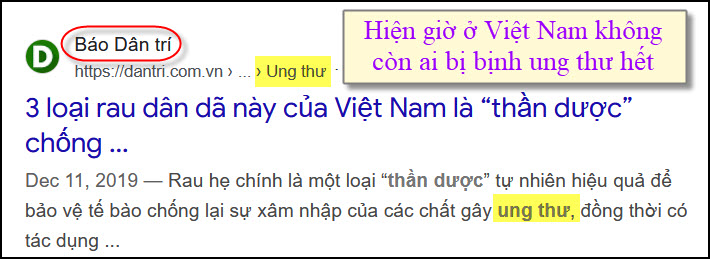 Báo Dân trí
https://dantri.com.vn › ... › Ung thư ·
Hiện giờ ở Việt Nam không
còn ai bị bịnh ung thư hết
3 loại rau dân dã này của Việt Nam là “thần dược”
chống ...
Dec 11, 2019 — Rau hẹ chính là một loại “thần dược” tự nhiên hiệu quả để
bảo vệ tế bào chống lại sự xâm nhập của các chất gây ung thư, đồng thời có
tác dụng ...